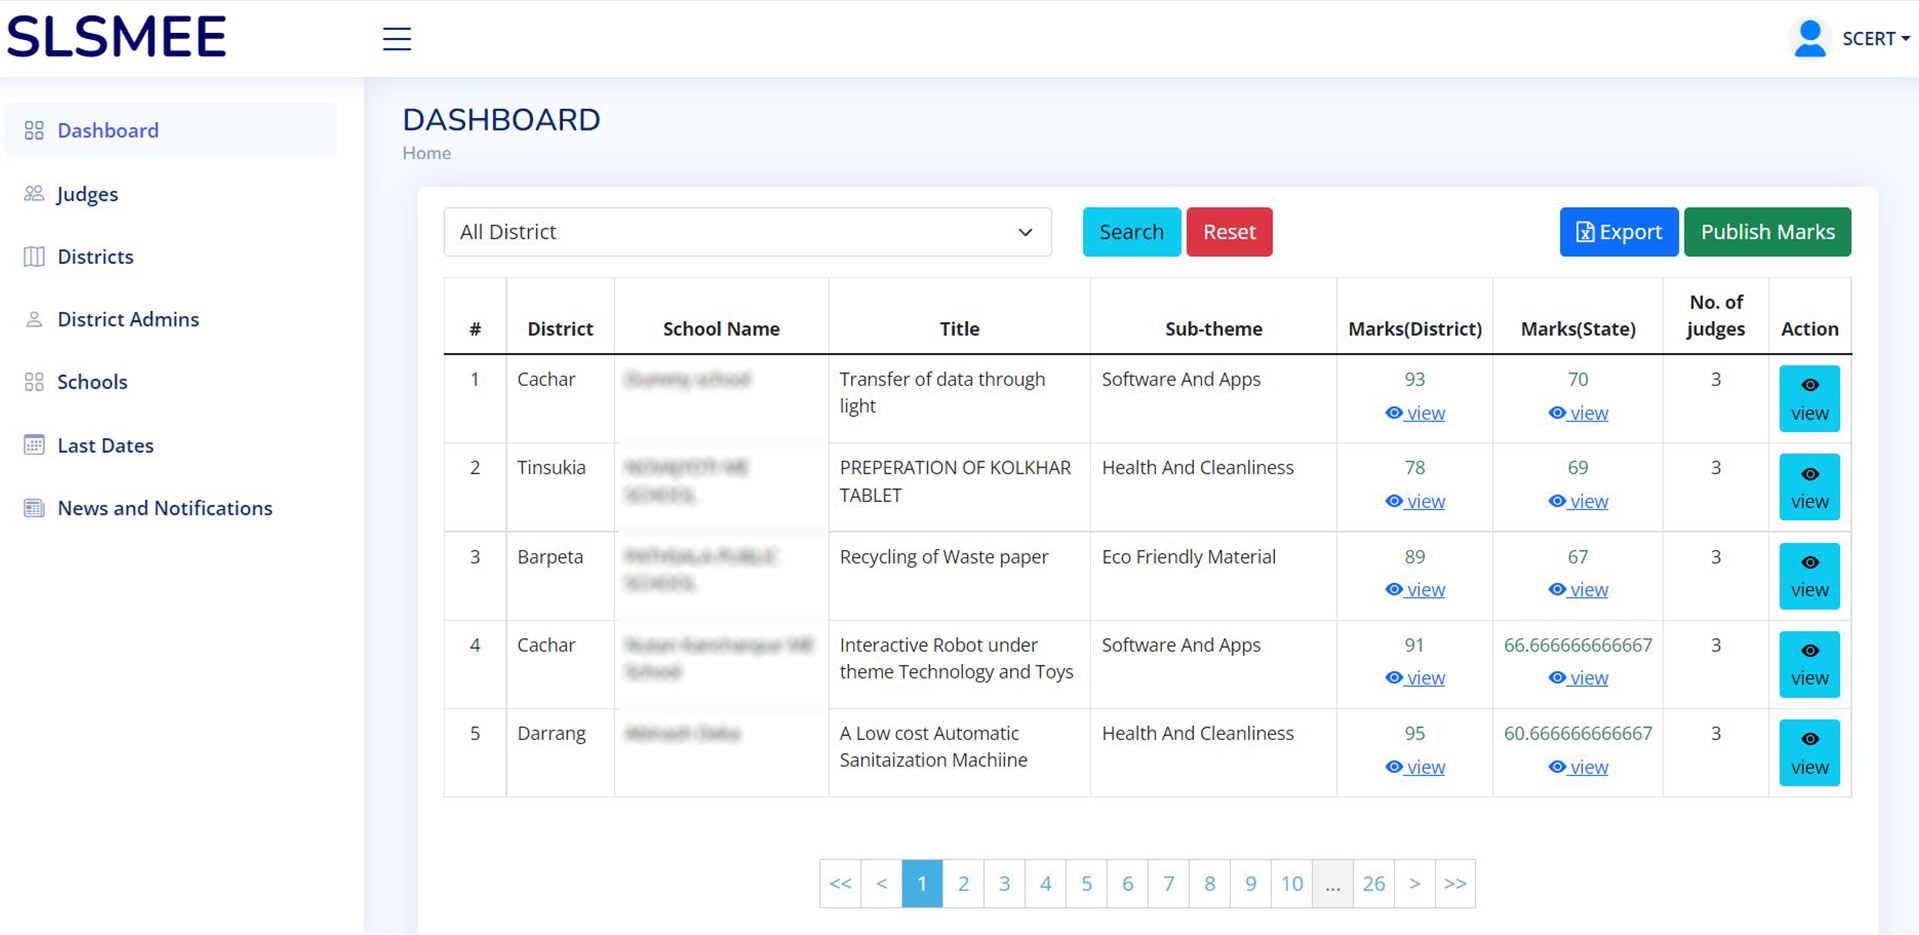 SLSMEE
SCERT
Dashboard
Judges
Districts
District Admins
Schools
Last Dates
News and Notifications
DASHBOARD
Home
All District
Search
Reset
Export
Publish Marks
# District School Name Title Sub-theme Marks(District) Marks(State) No. of judges Action
1 Cachar Transfer of data through Software And Apps 93 70 3
light
view view view
2 Tinsukia PREPERATION OF KOLKHAR Health And Cleanliness 78 69 3
TABLET
view view view
3 Barpeta Recycling of Waste paper Eco Friendly Material 89 67 3
view view view
4 Cachar Interactive Robot under Software And Apps 91 66.666666666667 3
theme Technology and Toys
view view view
5 Darrang A Low cost Automatic Health And Cleanliness 95 60.666666666667 3
Sanitaization Machiine
view view view
<< < 1 2 3 4 5 6 7 8 9 10 ... 26 > >>